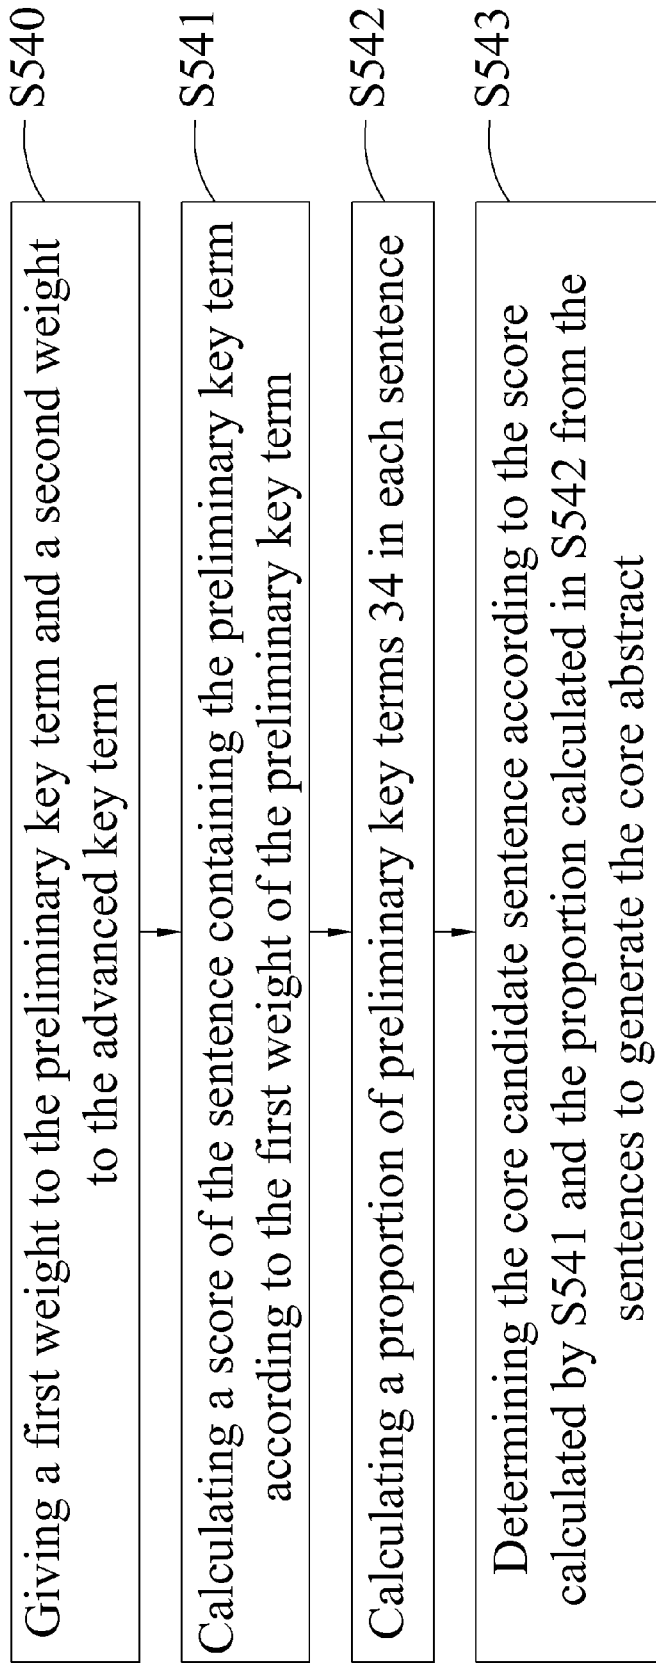 Giving a first weight to the preliminary key term and a second weight
to the advanced key term
S540
Calculating a score of the sentence containing the preliminary key term
according to the first weight of the preliminary key term
S541
Calculating a proportion of preliminary key terms 34 in each sentence
S542
Determining the core candidate sentence according to the score
calculated by S541 and the proportion calculated in S542 from the
sentences to generate the core abstract
S543